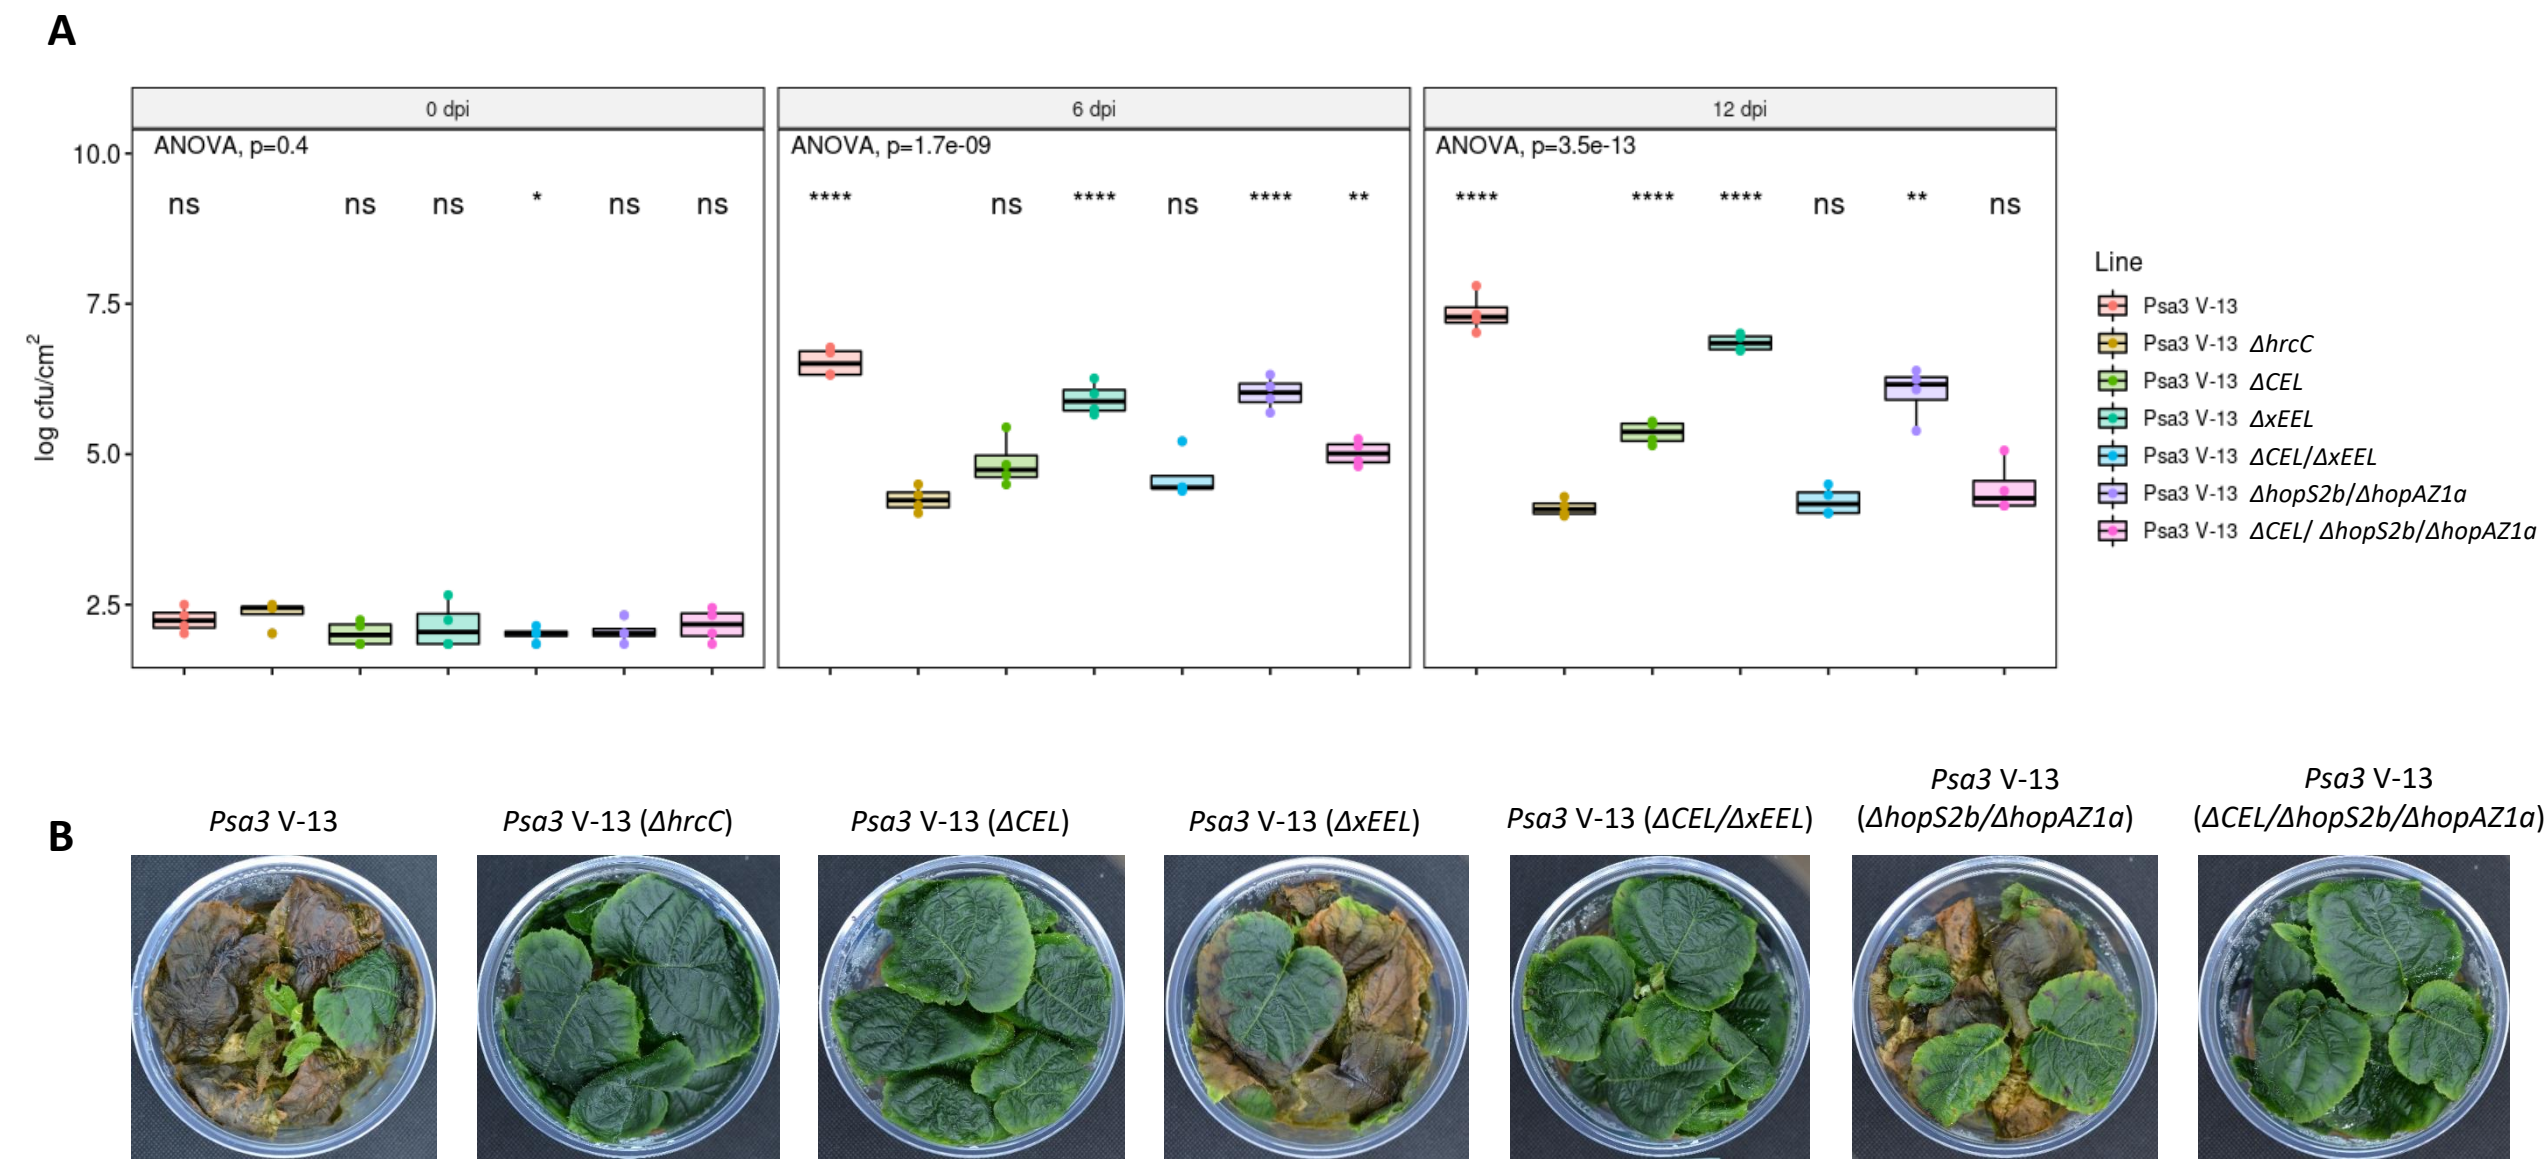 A
0 dpi
6 dpi
12 dpi
ANOVA, p=0.4
ANOVA, p=1.7e-09
ANOVA, p=3.5e-13
ns ns ns * ns ns
**** ns **** ns **** **
**** **** **** ns ** ns
10.0
7.5
5.0
2.5
log cfu/cm²
Line
Psa3 V-13
Psa3 V-13 ΔhrcC
Psa3 V-13 ΔCEL
Psa3 V-13 ΔxEEL
Psa3 V-13 ΔCEL/ΔxEEL
Psa3 V-13 ΔhopS2b/ΔhopAZ1a
Psa3 V-13 ΔCEL/ ΔhopS2b/ΔhopAZ1a
B
Psa3 V-13
Psa3 V-13 (ΔhrcC)
Psa3 V-13 (ΔCEL)
Psa3 V-13 (ΔxEEL)
Psa3 V-13 (ΔCEL/ΔxEEL)
Psa3 V-13
(ΔhopS2b/ΔhopAZ1a)
Psa3 V-13
(ΔCEL/ΔhopS2b/ΔhopAZ1a)